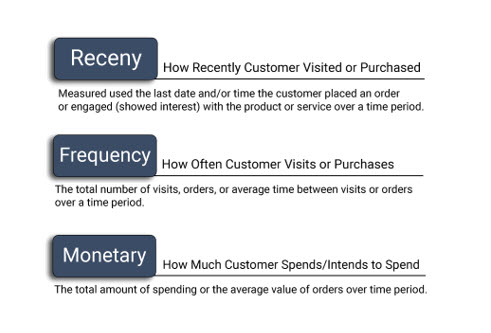 Receny
How Recently Customer Visited or Purchased
Measured used the last date and/or time the customer placed an order
or engaged (showed interest) with the product or service over a time period.
Frequency
How Often Customer Visits or Purchases
The total number of visits, orders, or average time between visits or orders
over a time period.
Monetary
How Much Customer Spends/Intends to Spend
The total amount of spending or the average value of orders over time period.